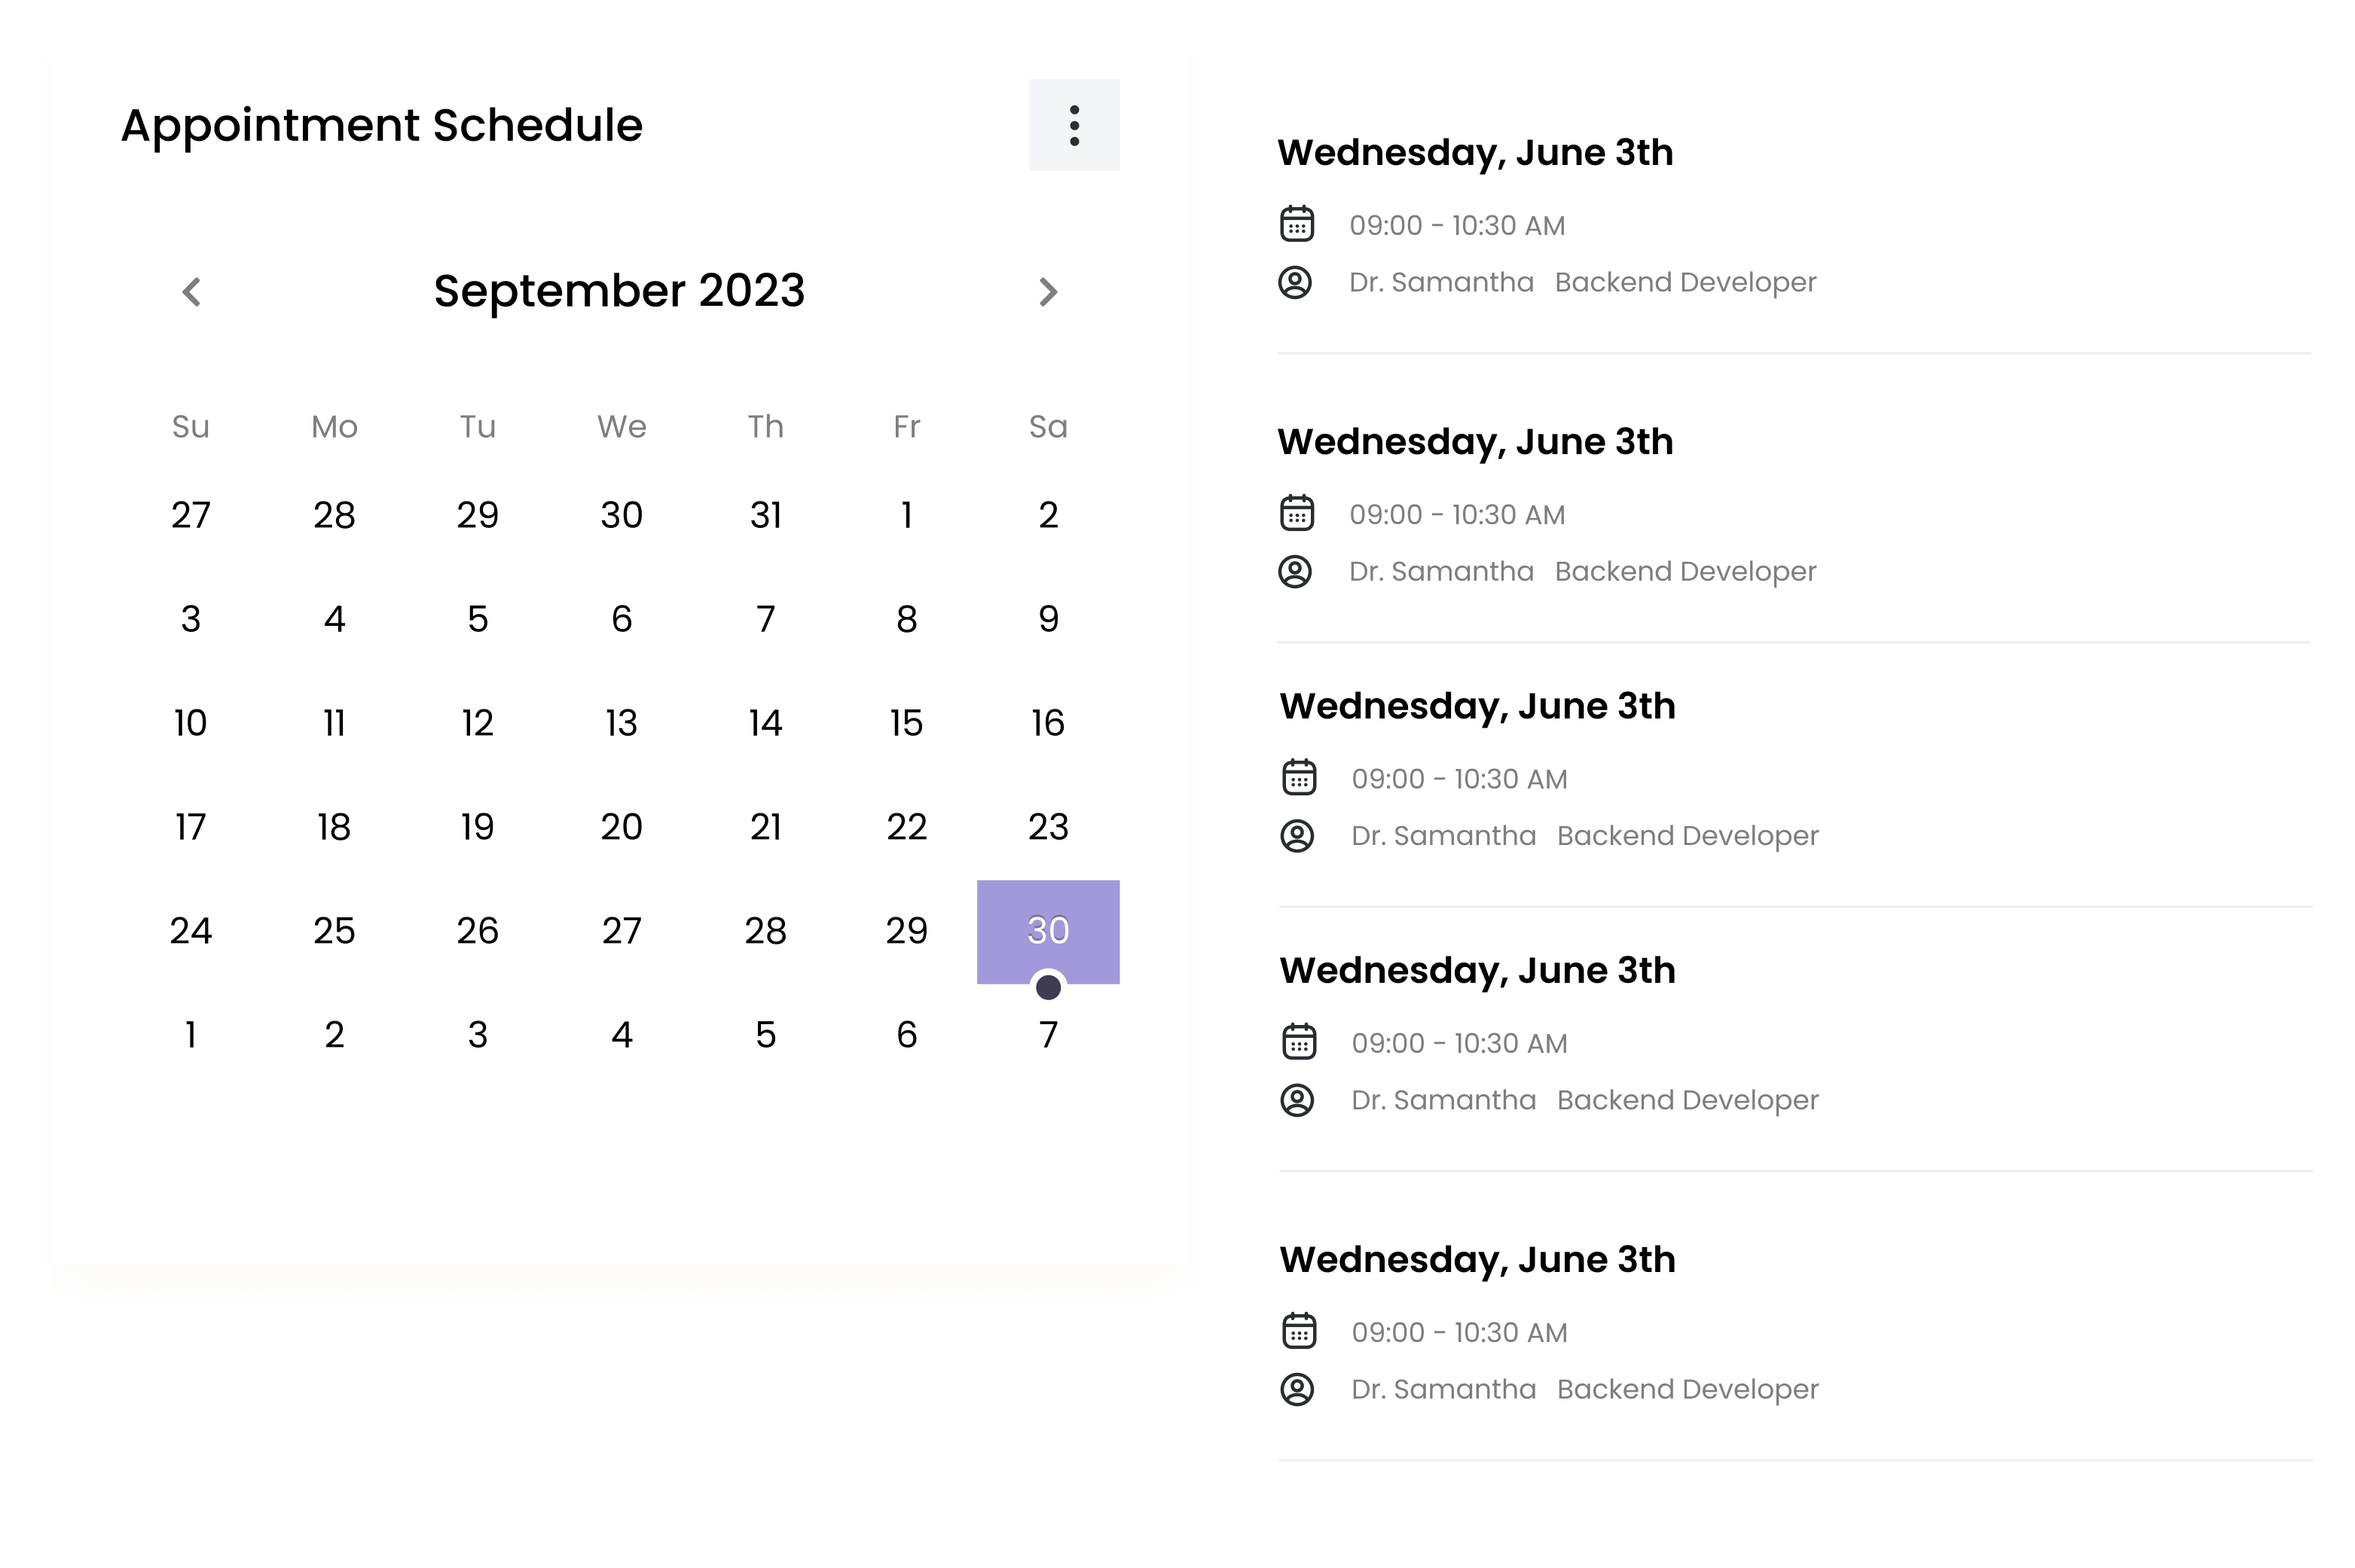 Appointment Schedule
September 2023
Su Mo Tu We Th Fr Sa
27 28 29 30 31 1 2
3 4 5 6 7 8 9
10 11 12 13 14 15 16
17 18 19 20 21 22 23
24 25 26 27 28 29 30
1 2 3 4 5 6 7
Wednesday, June 3th
09:00 - 10:30 AM
Dr. Samantha Backend Developer
Wednesday, June 3th
09:00 - 10:30 AM
Dr. Samantha Backend Developer
Wednesday, June 3th
09:00 - 10:30 AM
Dr. Samantha Backend Developer
Wednesday, June 3th
09:00 - 10:30 AM
Dr. Samantha Backend Developer
Wednesday, June 3th
09:00 - 10:30 AM
Dr. Samantha Backend Developer